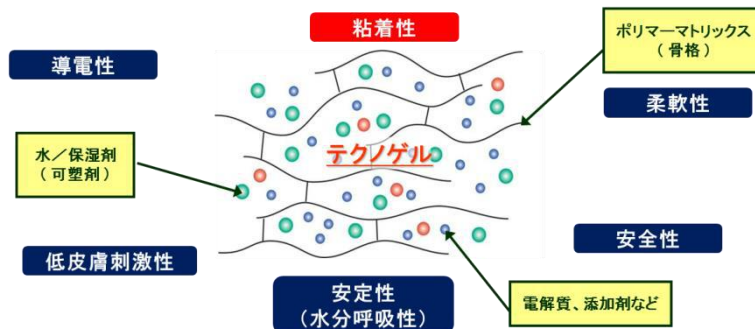 粘着性
導電性
ポリマーマトリックス
(骨格)
柔軟性
水／保湿剤
(可塑剤)
テクノゲル
低皮膚刺激性
安全性
安定性
(水分呼吸性)
電解質、添加剤など